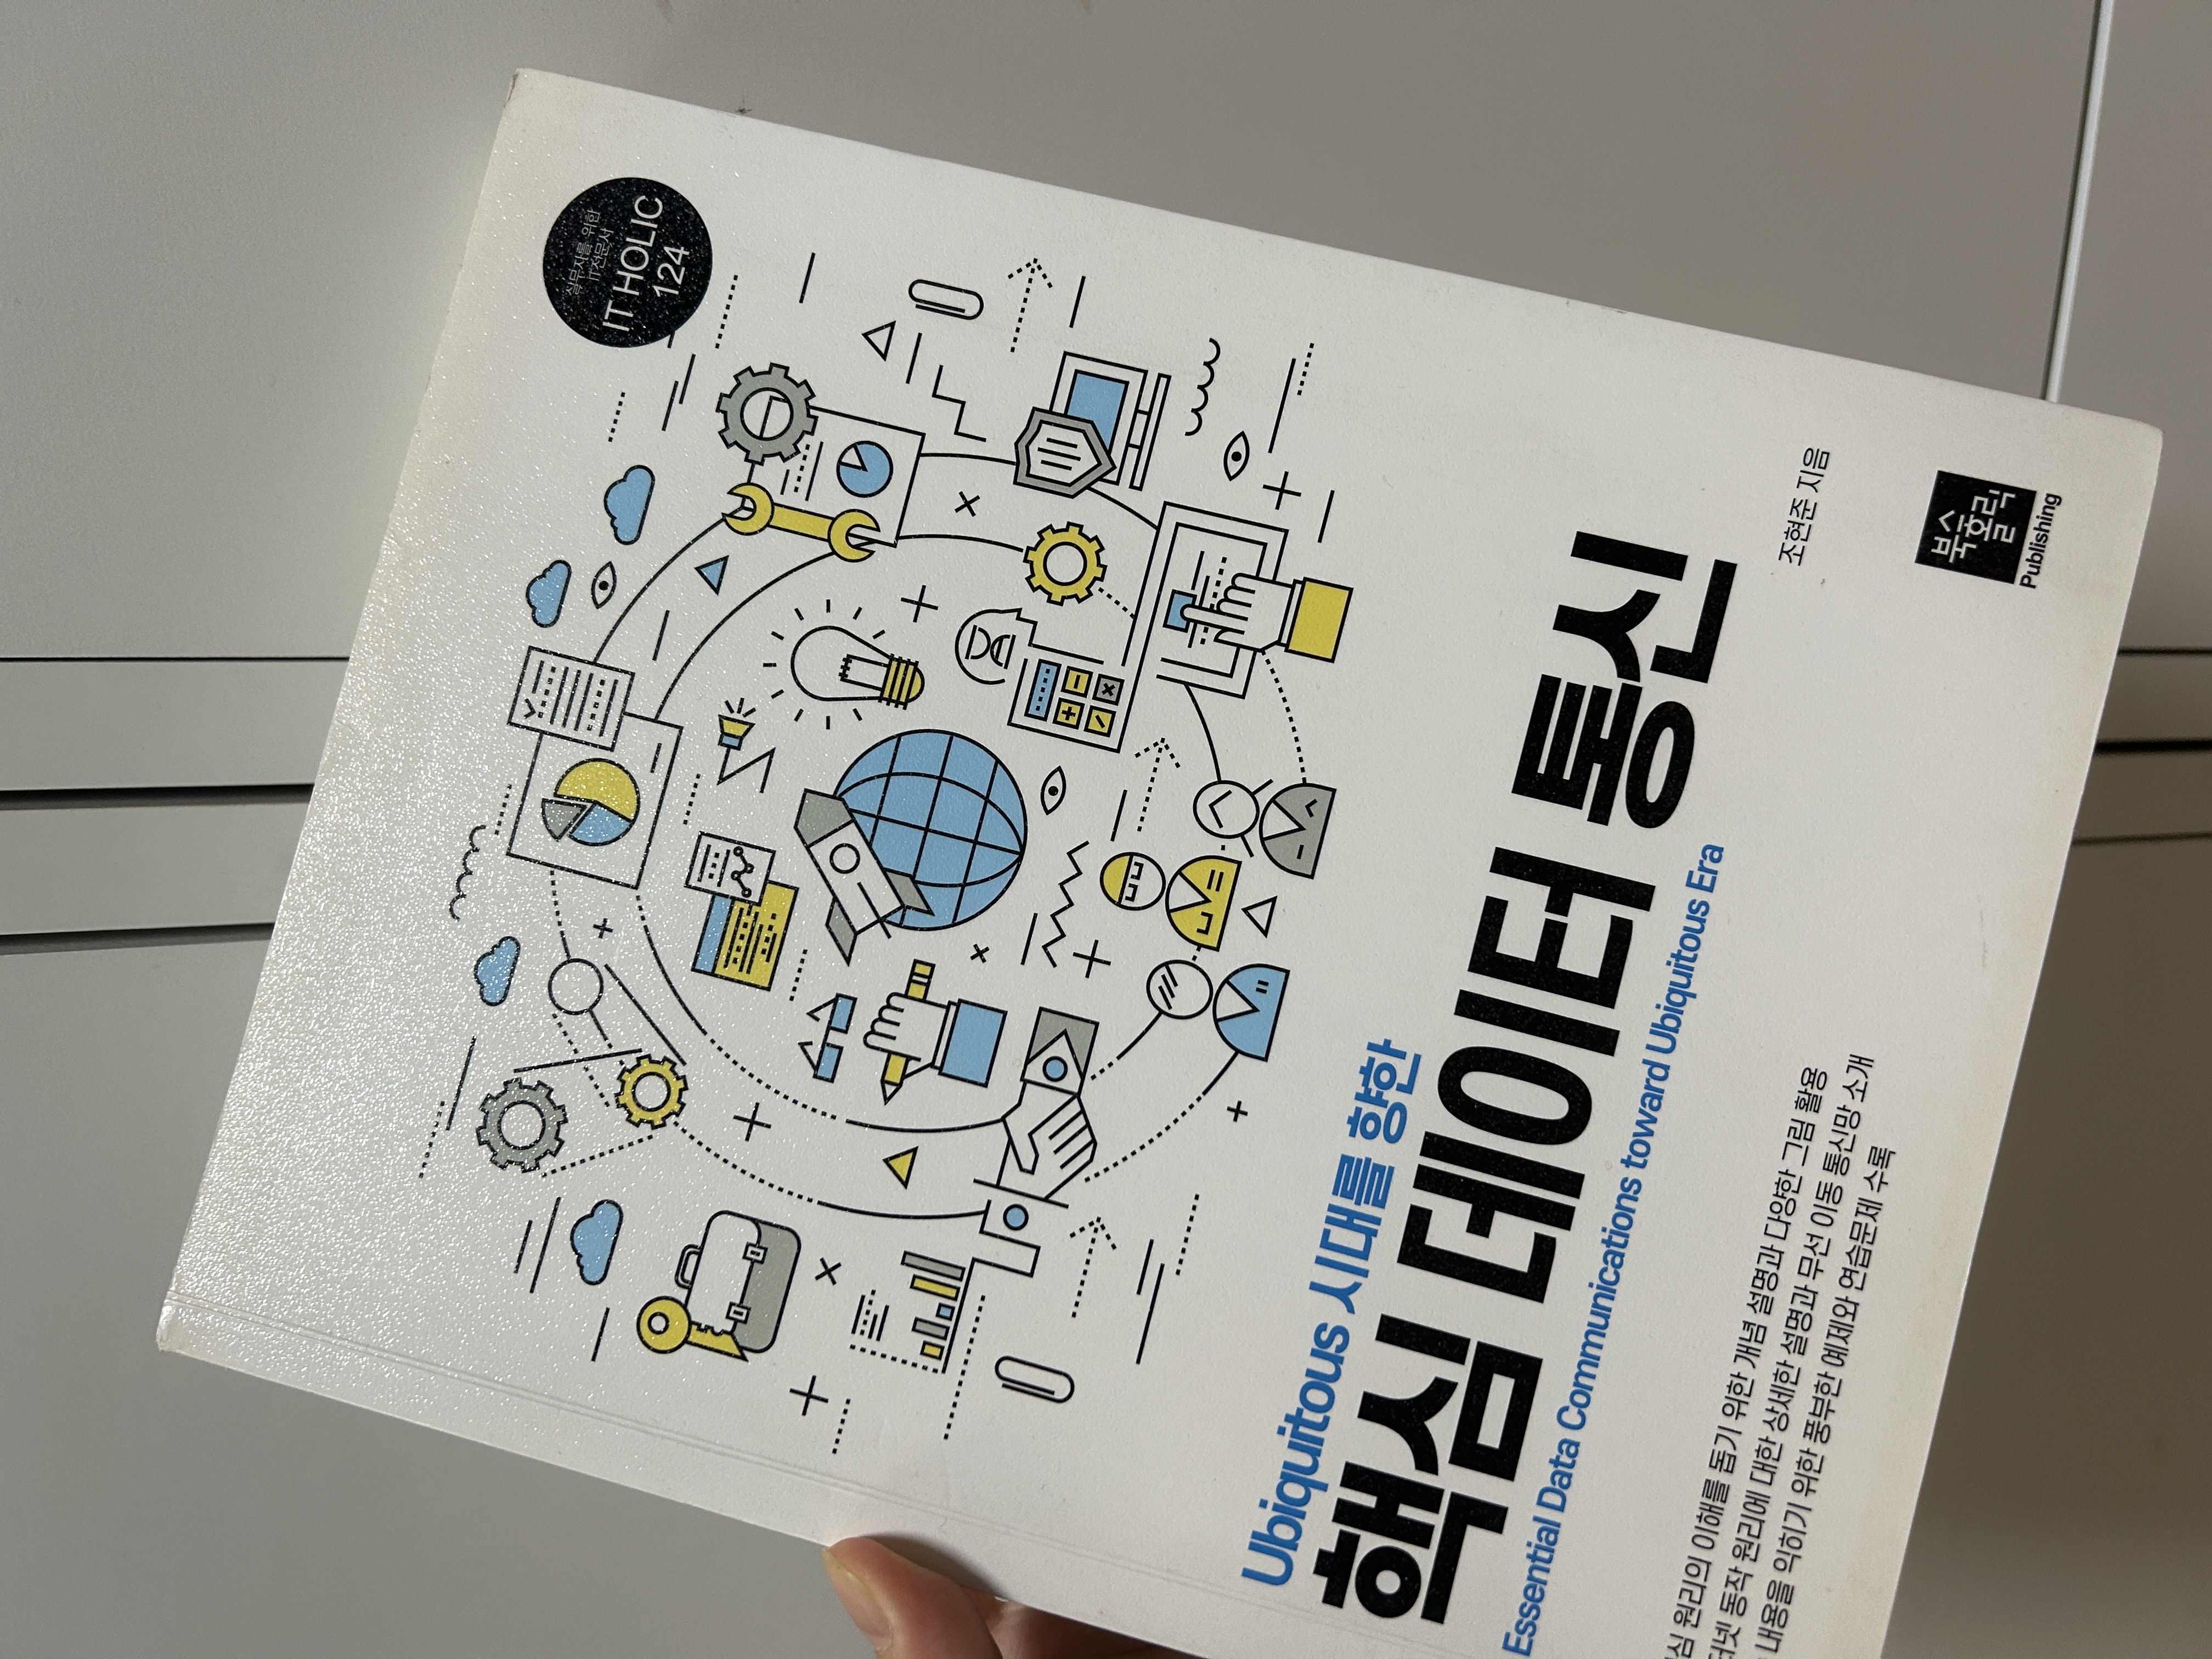 실무자를 위한
IT전문서
IT HOLIC
124
Ubiquitous 시대를 향한
핵심 데이터 통신
Essential Data Communications toward Ubiquitous Era
원리의 이해를 돕기 위한 개념 설명과 다양한 그림 활용
동작 원리에 대한 상세한 설명과 무선 이동 통신망 소개
내용을 익히기 위한 풍부한 예제와 연습문제 수록
조현준 지음
북스
홀릭
Publishing